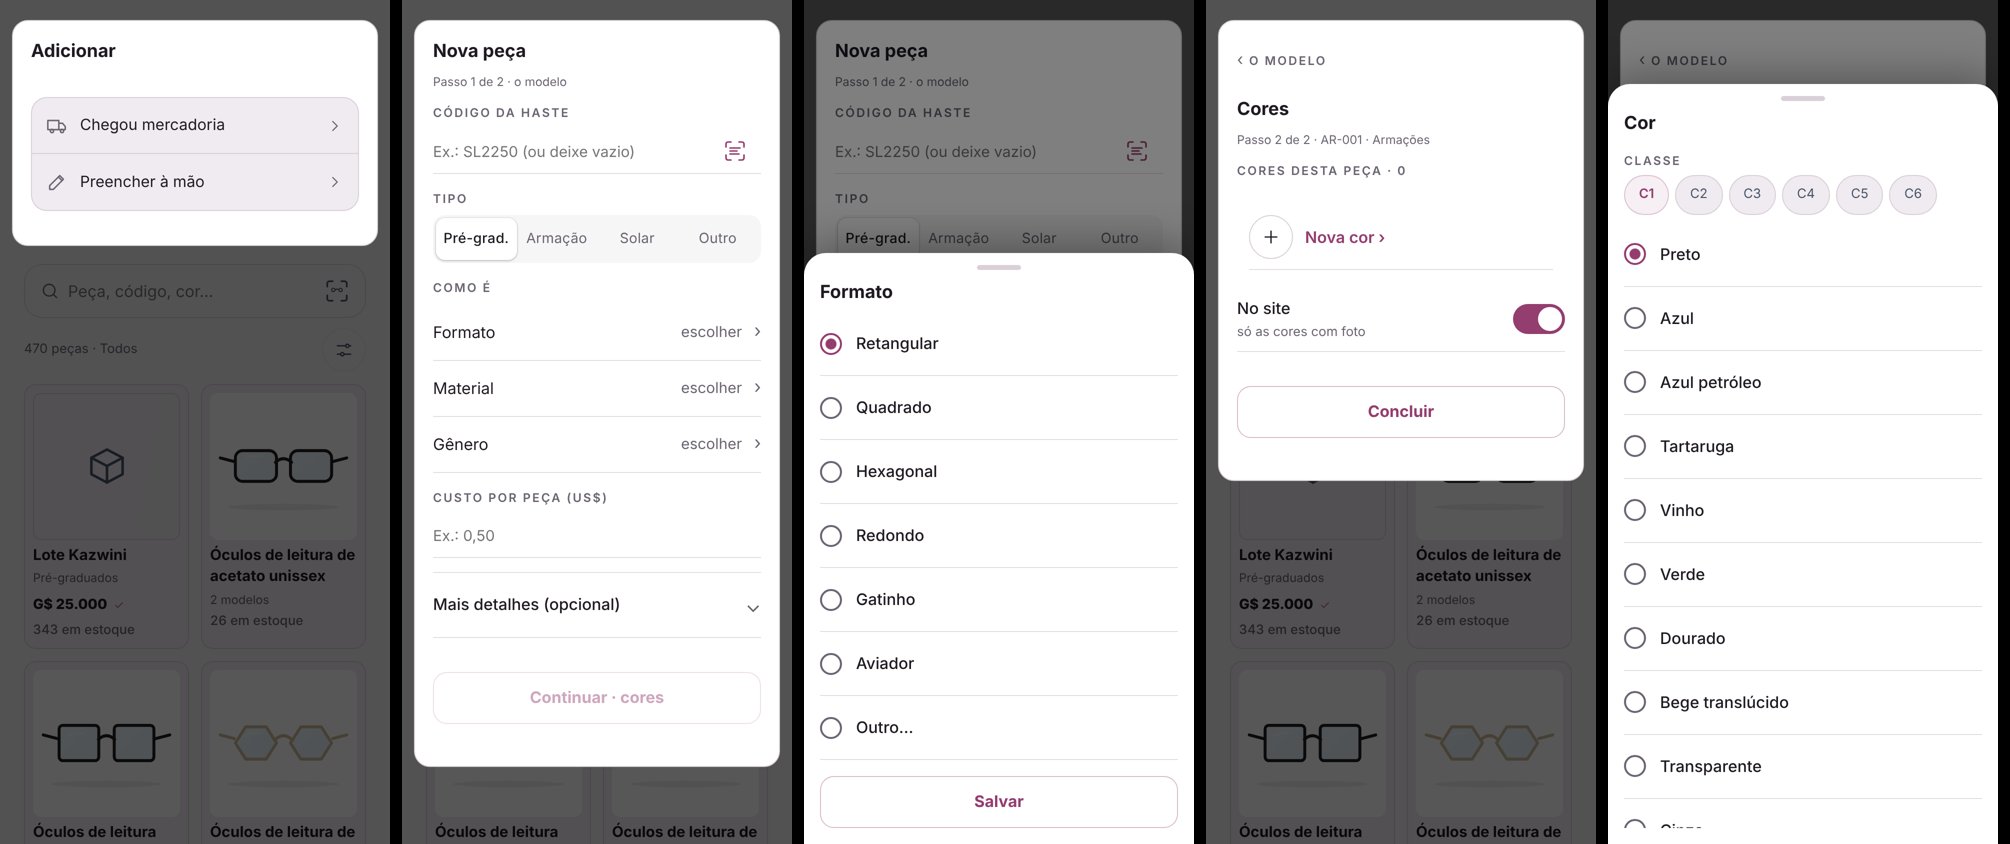 Adicionar
Chegou mercadoria
Preencher à mão
Peça, código, cor...
470 peças · Todos
Lote Kazwini
Pré-graduados
G$ 25.000
343 em estoque
Óculos de leitura de
acetato unissex
2 modelos
26 em estoque
Óculos de leitura
Óculos de leitura de
Nova peça
Passo 1 de 2 · o modelo
CÓDIGO DA HASTE
Ex.: SL2250 (ou deixe vazio)
TIPO
Pré-grad.
Armação
Solar
Outro
COMO É
Formato
escolher
Material
escolher
Gênero
escolher
CUSTO POR PEÇA (US$)
Ex.: 0,50
Mais detalhes (opcional)
Continuar · cores
Óculos de leitura
Óculos de leitura de
Nova peça
Passo 1 de 2 · o modelo
CÓDIGO DA HASTE
Ex.: SL2250 (ou deixe vazio)
TIPO
Pré-grad.
Armação
Solar
Outro
Formato
Retangular
Quadrado
Hexagonal
Redondo
Gatinho
Aviador
Outro...
Salvar
‹ O MODELO
Cores
Passo 2 de 2 · AR-001 · Armações
CORES DESTA PEÇA · 0
Nova cor ›
No site
só as cores com foto
Concluir
Lote Kazwini
Pré-graduados
G$ 25.000
343 em estoque
Óculos de leitura de
acetato unissex
2 modelos
26 em estoque
Óculos de leitura
Óculos de leitura de
‹ O MODELO
Cor
CLASSE
C1
C2
C3
C4
C5
C6
Preto
Azul
Azul petróleo
Tartaruga
Vinho
Verde
Dourado
Bege translúcido
Transparente